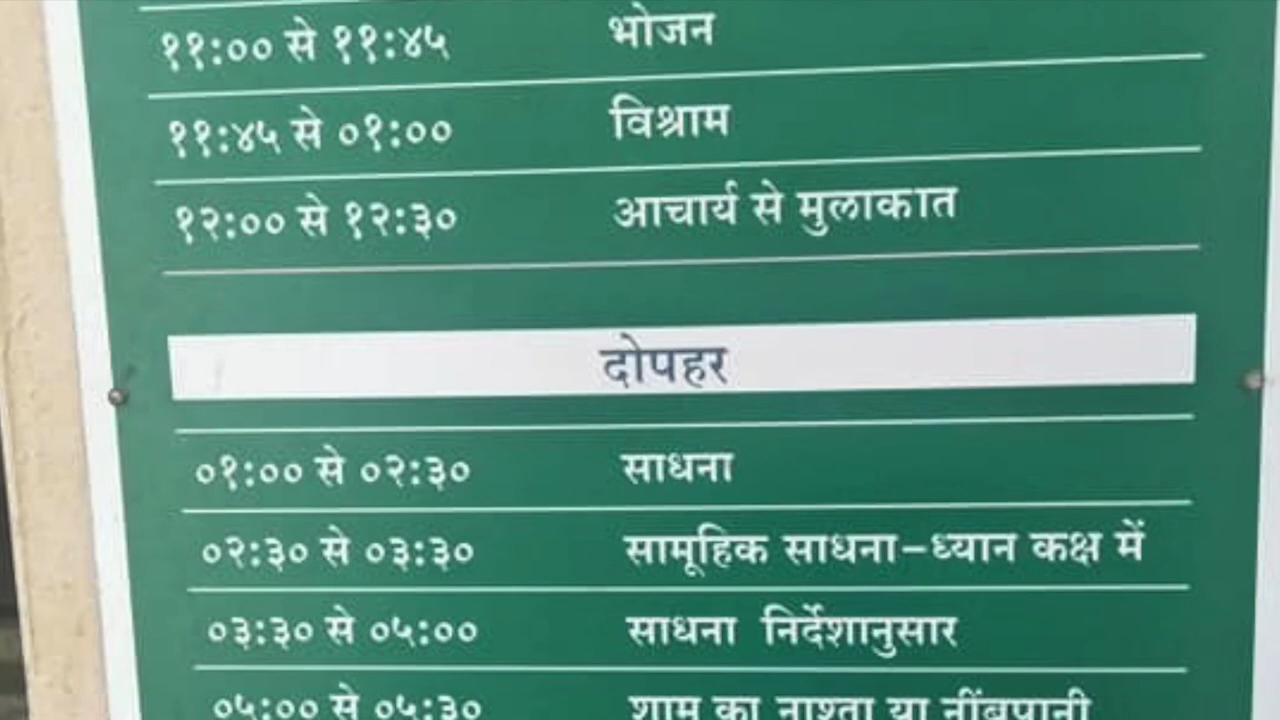 ११:०० से ११:४५ भोजन
११:४५ से ०१:०० विश्राम
१२:०० से १२:३० आचार्य से मुलाकात
दोपहर
०१:०० से ०२:३० साधना
०२:३० से ०३:३० सामूहिक साधना-ध्यान कक्ष में
०३:३० से ०५:०० साधना निर्देशानुसार
०५:०० से ०५:३० शाम का नाश्ता या नींबूपानी